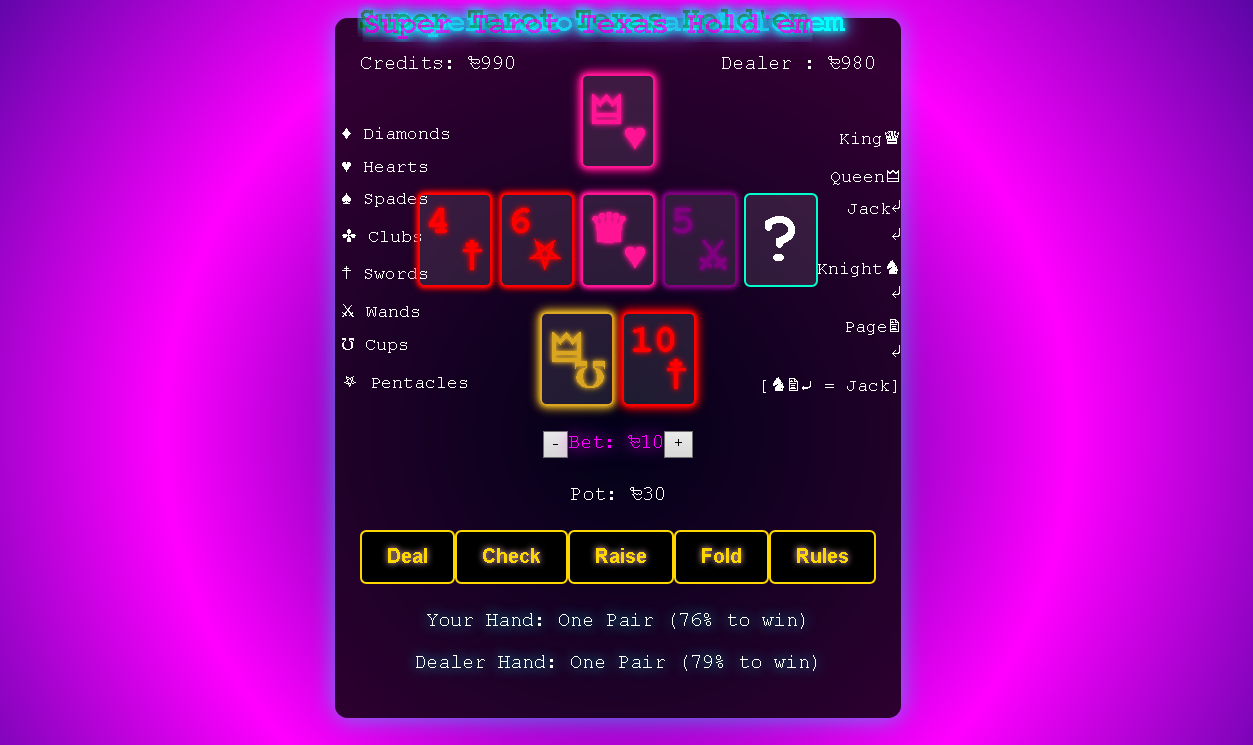 Super Tarot Texas Hold'em
Credits: 990
Dealer : 980
♦ Diamonds
♥ Hearts
♠ Spades
♣ Clubs
† Swords
⚔ Wands
Cups
⛧ Pentacles
King♛
Queen♕
Jack⤶
⤶
Knight♞
⤶
Page🖹
⤶
[♞🖹⤶ = Jack]
♥
4 †
6 ⛧
♛ ♥
5 ⚔
?
10 †
- Bet: 10 +
Pot: 30
Deal Check Raise Fold Rules
Your Hand: One Pair (76% to win)
Dealer Hand: One Pair (79% to win)